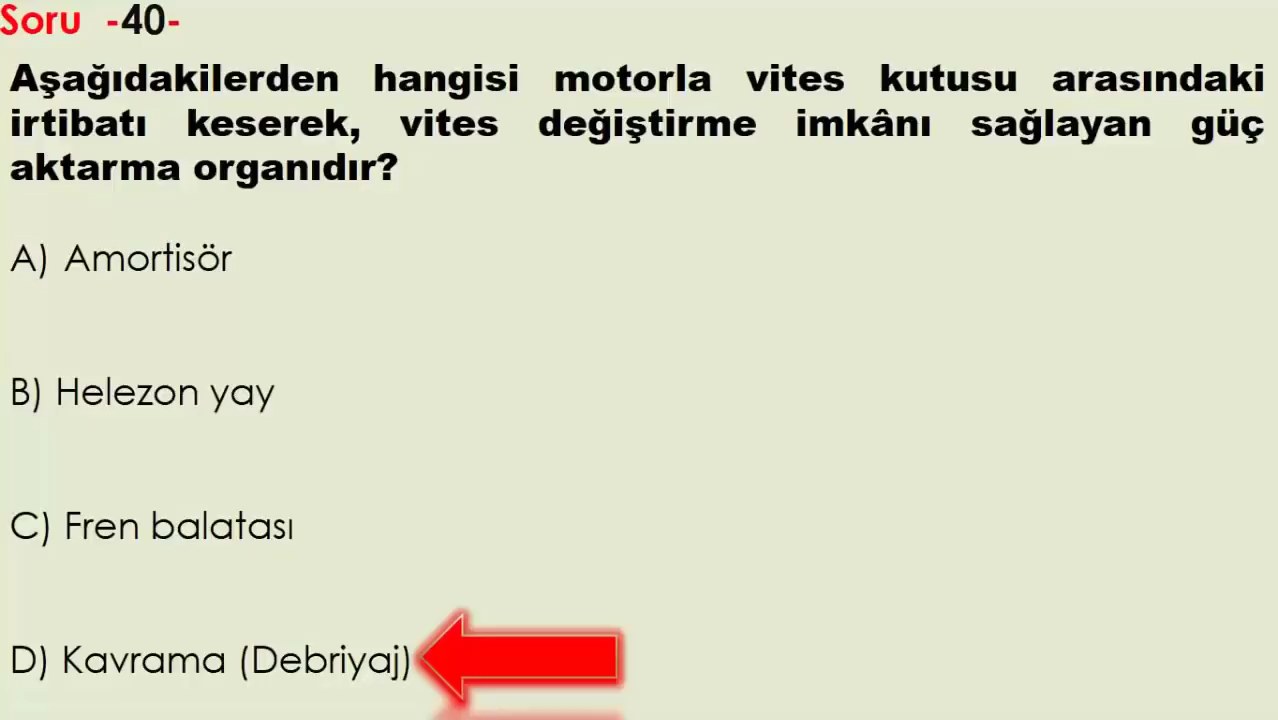 Soru -40-
Aşağıdakilerden hangisi motorla vites kutusu arasındaki
irtibatı keserek, vites değiştirme imkânı sağlayan güç
aktarma organıdır?
A) Amortisör
B) Helezon yay
C) Fren balatası
D) Kavrama (Debriyaj)